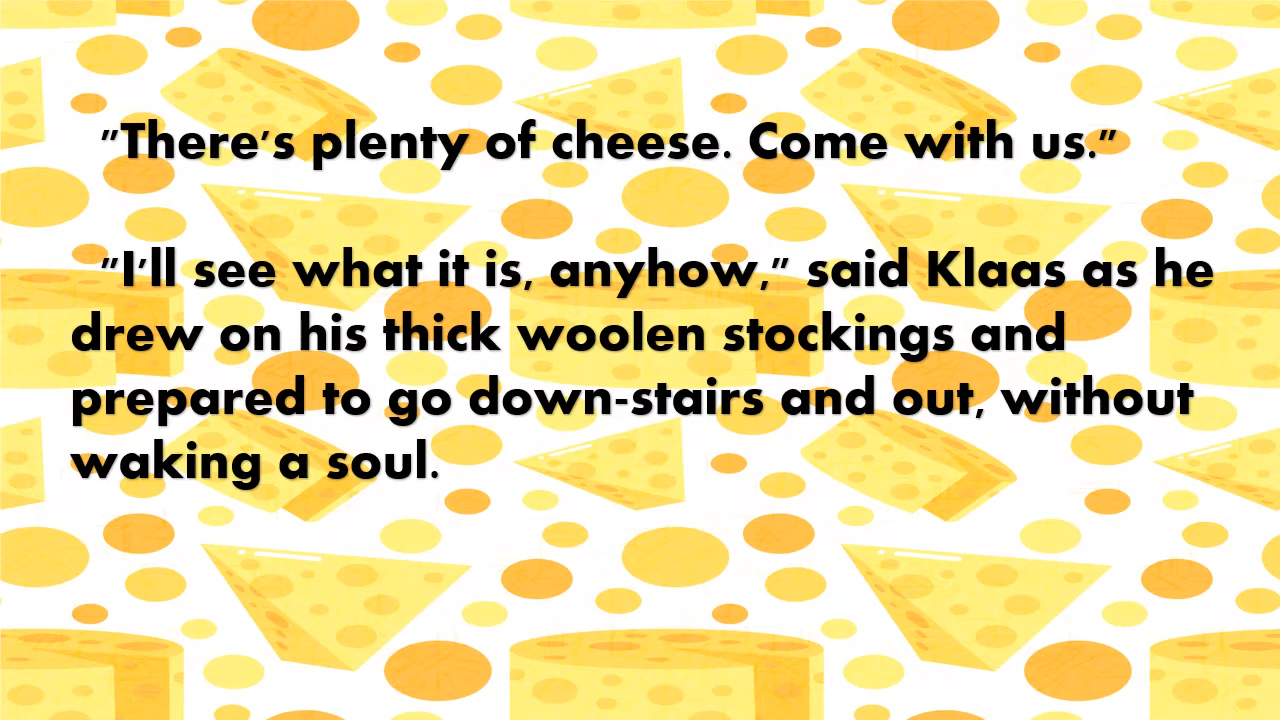 "There's plenty of cheese. Come with us."
"I'll see what it is, anyhow," said Klaas as he
drew on his thick woolen stockings and
prepared to go down-stairs and out, without
waking a soul.